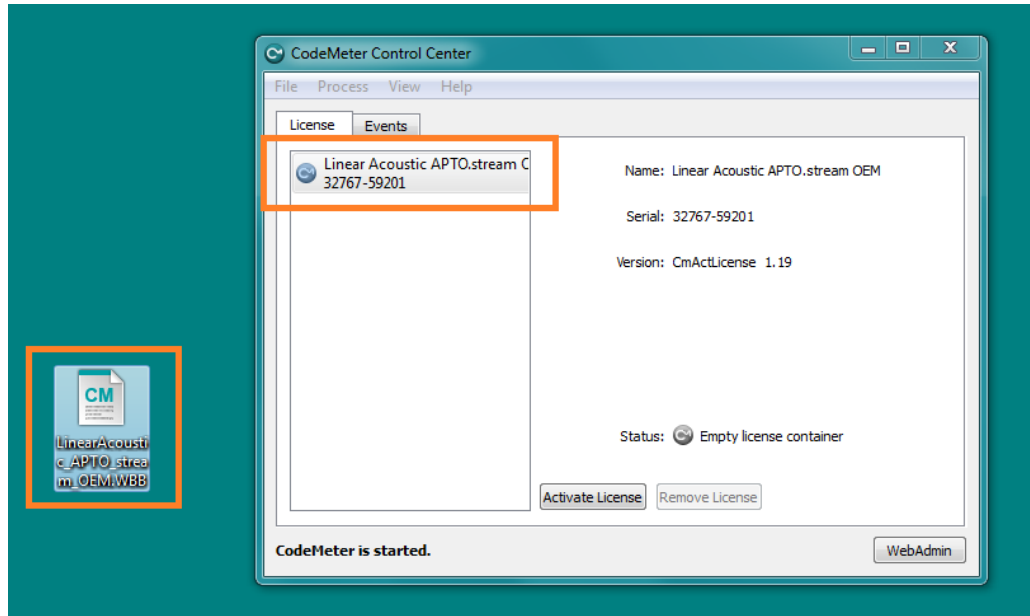 CodeMeter Control Center
File Process View Help
License Events
Linear Acoustic APTO.stream C
32767-59201
Name: Linear Acoustic APTO.stream OEM
Serial: 32767-59201
Version: CmActLicense 1.19
CM
LinearAcousti
c_APTO_strea
m_OEM.WBB
Status: Empty license container
Activate License Remove License
CodeMeter is started.
WebAdmin